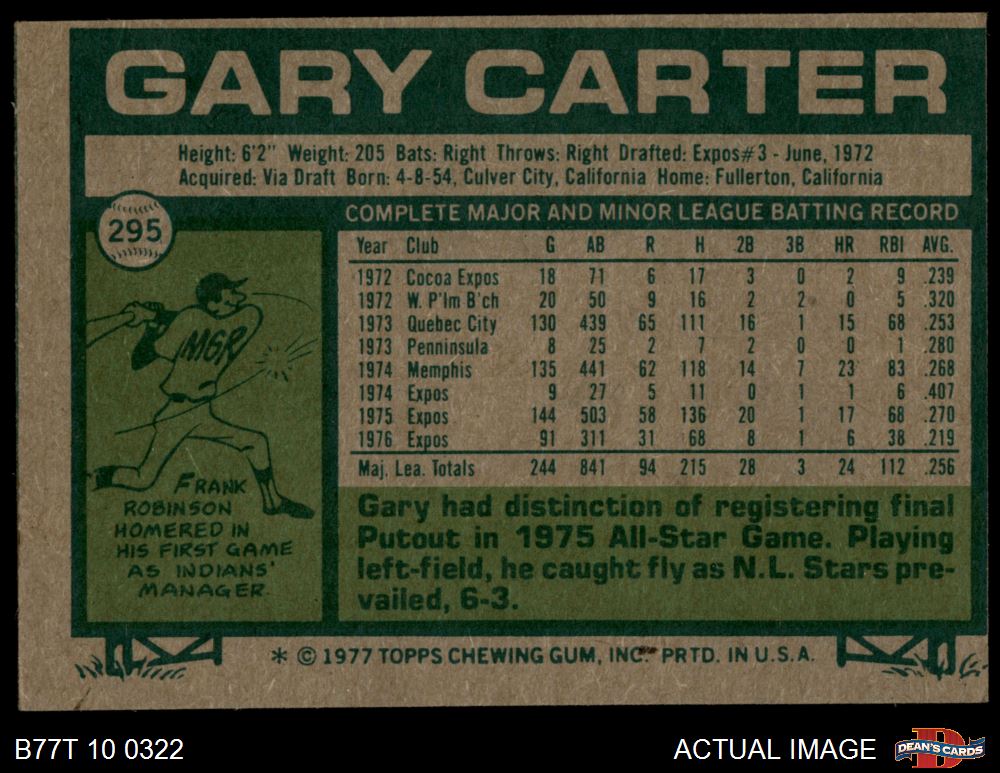 GARY CARTER
Height: 6'2" Weight: 205 Bats: Right Throws: Right Drafted: Expos#3 - June, 1972
Acquired: Via Draft Born: 4-8-54, Culver City, California Home: Fullerton, California
295
COMPLETE MAJOR AND MINOR LEAGUE BATTING RECORD
Year Club G AB R H 2B 3B HR RBI AVG.
1972 Cocoa Expos 18 71 6 17 3 0 2 9 .239
1972 W. P'lm B'ch 20 50 9 16 2 2 0 5 .320
1973 Quebec City 130 439 65 111 16 1 15 68 .253
1973 Penninsula 8 25 2 7 2 0 0 1 .280
1974 Memphis 135 441 62 118 14 7 23 83 .268
1974 Expos 9 27 5 11 0 1 1 6 .407
1975 Expos 144 503 58 136 20 1 17 68 .270
1976 Expos 91 311 31 68 8 1 6 38 .219
Maj. Lea. Totals 244 841 94 215 28 3 24 112 .256
MGR
FRANK
ROBINSON
HOMERED IN
HIS FIRST GAME
AS INDIANS'
MANAGER.
Gary had distinction of registering final
Putout in 1975 All-Star Game. Playing
left-field, he caught fly as N.L. Stars pre-
vailed, 6-3.
* © 1977 TOPPS CHEWING GUM, INC. PRTD. IN U.S.A.
B77T 10 0322
ACTUAL IMAGE
D
DEAN'S CARDS